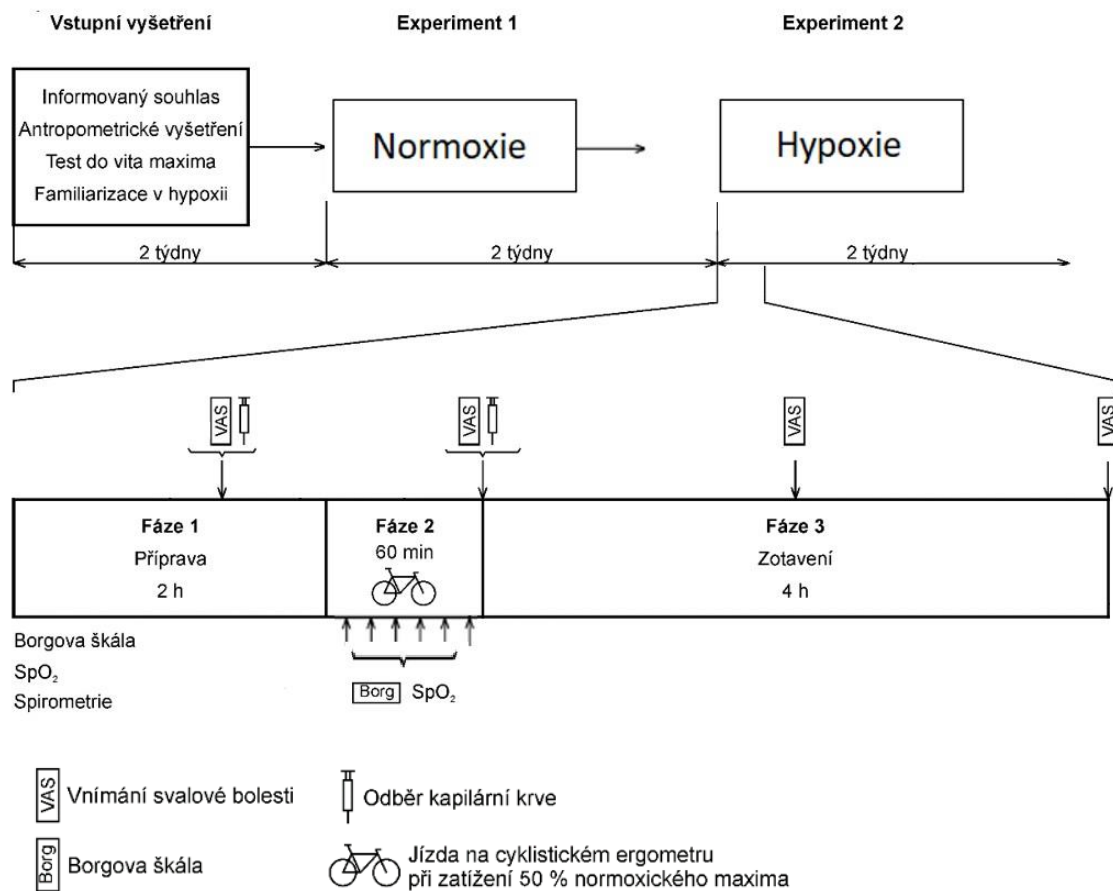 Vstupní vyšetření
Experiment 1
Experiment 2
Informovaný souhlas
Antropometrické vyšetření
Test do vita maxima
Familiarizace v hypoxii
Normoxie
Hypoxie
2 týdny
2 týdny
2 týdny
VAS
VAS
VAS
VAS
Fáze 1
Příprava
2 h
Fáze 2
60 min
Fáze 3
Zotavení
4 h
Borgova škála
SpO₂
Spirometrie
Borg SpO₂
VAS Vnímání svalové bolesti
Odběr kapilární krve
Borg Borgova škála
Jízda na cyklistickém ergometru
při zatížení 50 % normoxického maxima